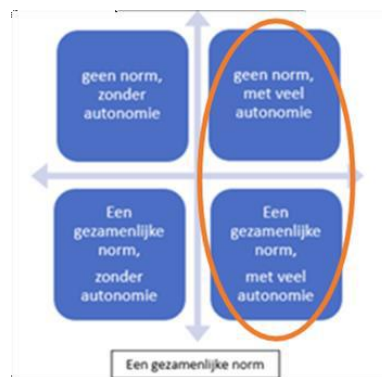 geen norm,
zonder
autonomie
geen norm,
met veel
autonomie
Een
gezamenlijke
norm,
zonder
autonomie
Een
gezamenlijke
norm,
met veel
autonomie
Een gezamenlijke norm